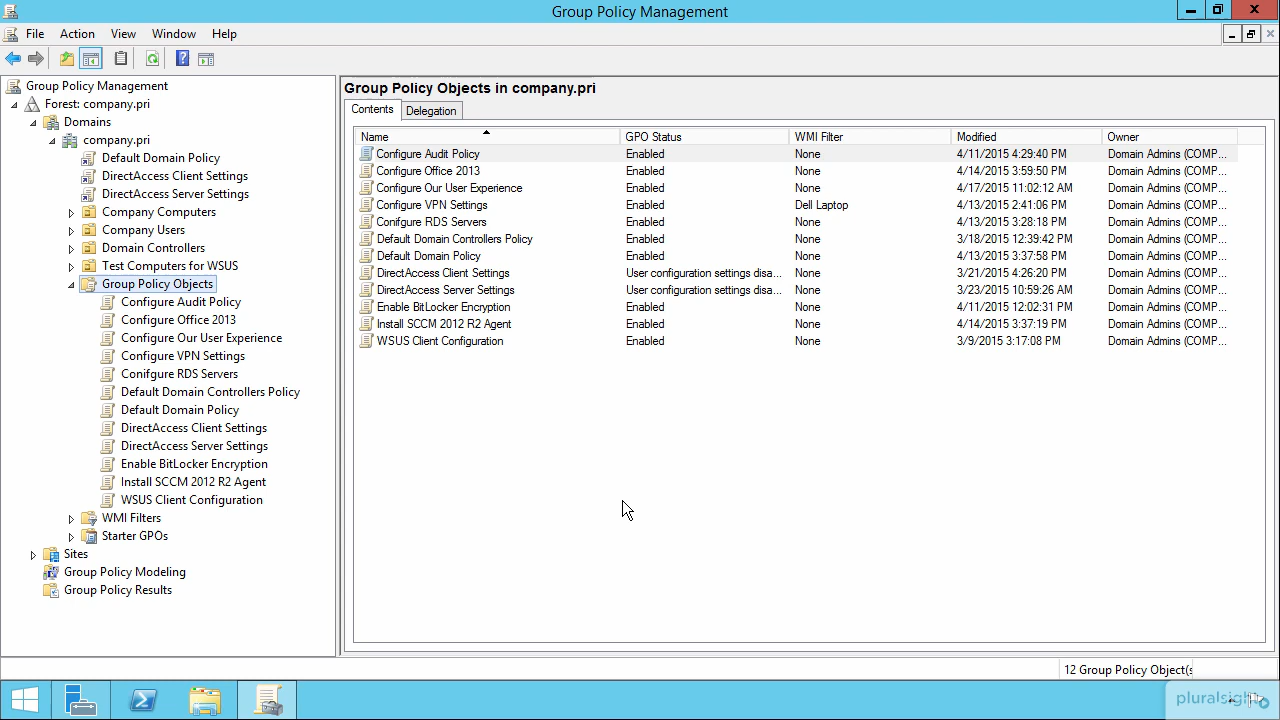 Group Policy Management
File Action View Window Help
Group Policy Management
Forest: company.pri
Domains
company.pri
Default Domain Policy
DirectAccess Client Settings
DirectAccess Server Settings
Company Computers
Company Users
Domain Controllers
Test Computers for WSUS
Group Policy Objects
Configure Audit Policy
Configure Office 2013
Configure Our User Experience
Configure VPN Settings
Conifgure RDS Servers
Default Domain Controllers Policy
Default Domain Policy
DirectAccess Client Settings
DirectAccess Server Settings
Enable BitLocker Encryption
Install SCCM 2012 R2 Agent
WSUS Client Configuration
WMI Filters
Starter GPOs
Sites
Group Policy Modeling
Group Policy Results
Group Policy Objects in company.pri
Contents Delegation
Name GPO Status WMI Filter Modified Owner
Configure Audit Policy Enabled None 4/11/2015 4:29:40 PM Domain Admins (COMP...
Configure Office 2013 Enabled None 4/14/2015 3:59:50 PM Domain Admins (COMP...
Configure Our User Experience Enabled None 4/17/2015 11:02:12 AM Domain Admins (COMP...
Configure VPN Settings Enabled Dell Laptop 4/13/2015 2:41:06 PM Domain Admins (COMP...
Conifgure RDS Servers Enabled None 4/13/2015 3:28:18 PM Domain Admins (COMP...
Default Domain Controllers Policy Enabled None 3/18/2015 12:39:42 PM Domain Admins (COMP...
Default Domain Policy Enabled None 4/13/2015 3:37:58 PM Domain Admins (COMP...
DirectAccess Client Settings User configuration settings disa... None 3/21/2015 4:26:20 PM Domain Admins (COMP...
DirectAccess Server Settings User configuration settings disa... None 3/23/2015 10:59:26 AM Domain Admins (COMP...
Enable BitLocker Encryption Enabled None 4/11/2015 12:02:31 PM Domain Admins (COMP...
Install SCCM 2012 R2 Agent Enabled None 4/14/2015 3:37:19 PM Domain Admins (COMP...
WSUS Client Configuration Enabled None 3/9/2015 3:17:08 PM Domain Admins (COMP...
12 Group Policy Object(s
pluralsight